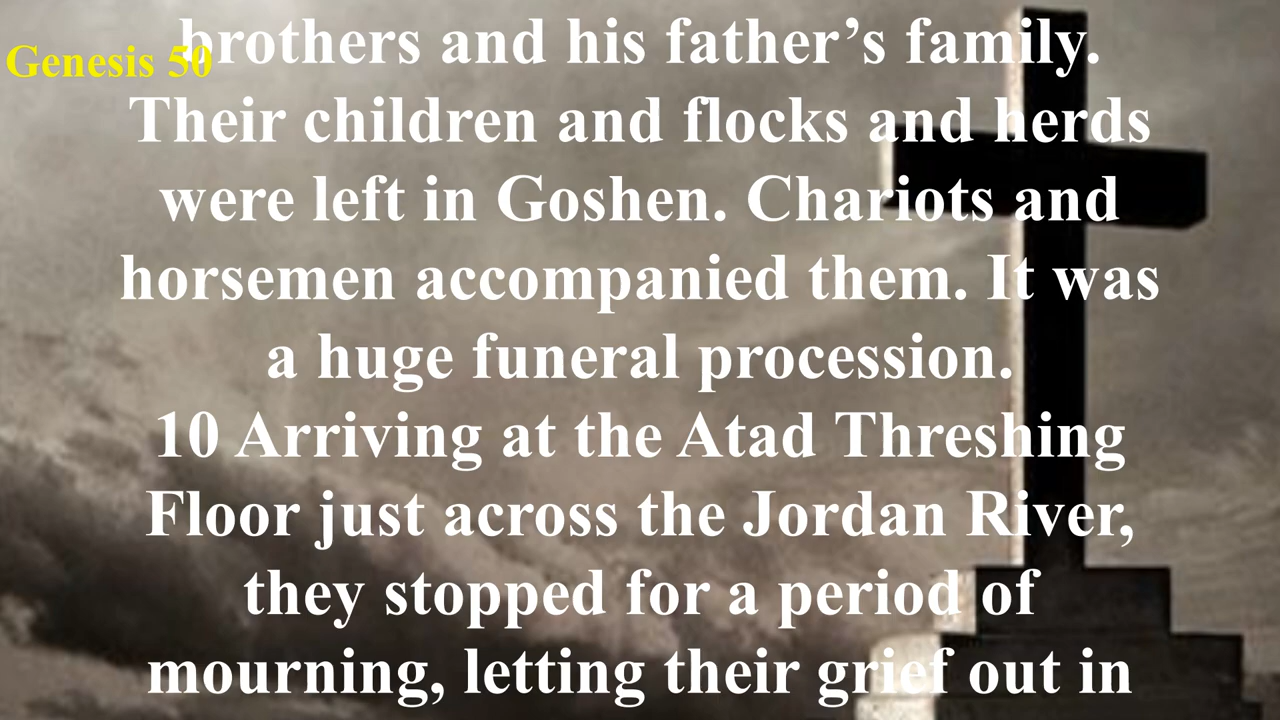 Genesis 50
brothers and his father’s family.
Their children and flocks and herds
were left in Goshen. Chariots and
horsemen accompanied them. It was
a huge funeral procession.
10 Arriving at the Atad Threshing
Floor just across the Jordan River,
they stopped for a period of
mourning, letting their grief out in